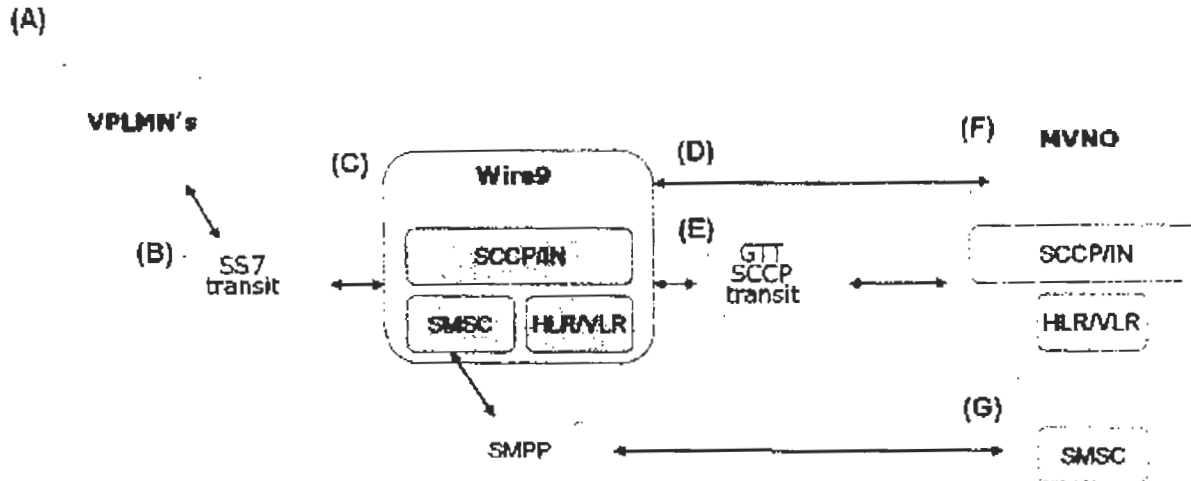 (A)
VPLMN's
(B)
SS7
transit
(C)
Wire9
SCCP/IN
SMSC
HLR/VLR
(D)
(E)
GTT
SCCP
transit
SMPP
(F)
MVNO
SCCP/IN
HLR/VLR
(G)
SMSC